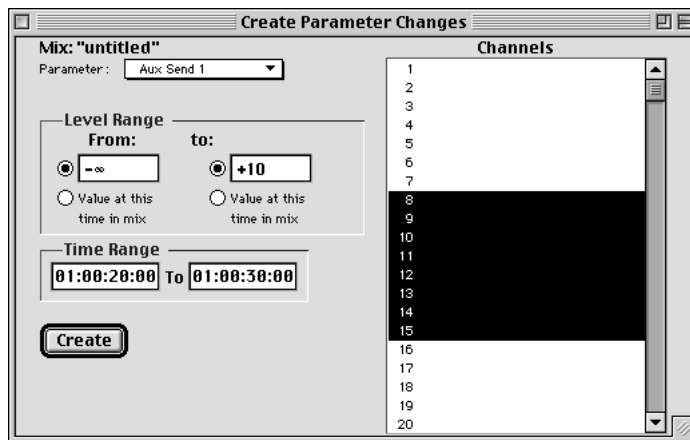 Create Parameter Changes
Mix: "untitled"
Parameter: Aux Send 1
Level Range
From: to:
-∞ +10
Value at this time in mix
Value at this time in mix
Time Range
01:00:20:00 To 01:00:30:00
Create
Channels
1
2
3
4
5
6
7
8
9
10
11
12
13
14
15
16
17
18
19
20